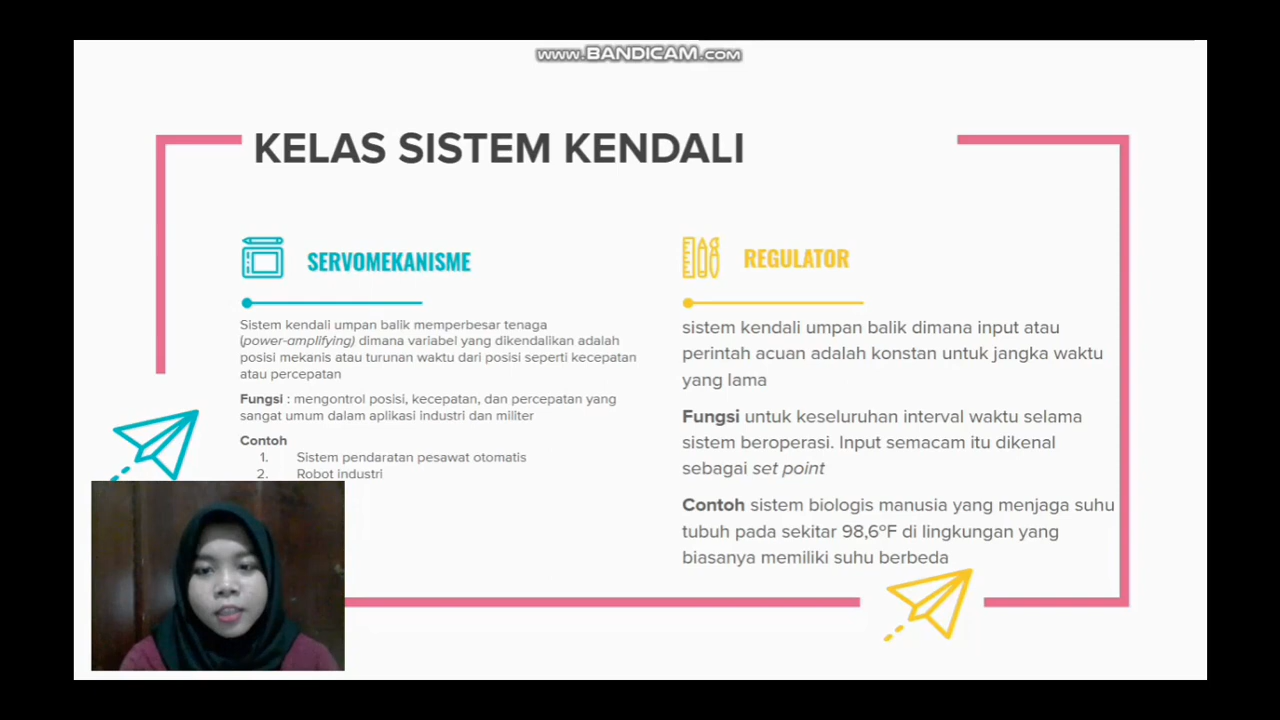 www.BANDICAM.com
KELAS SISTEM KENDALI
SERVOMEKANISME
Sistem kendali umpan balik memperbesar tenaga
(power-amplifying) dimana variabel yang dikendalikan adalah
posisi mekanis atau turunan waktu dari posisi seperti kecepatan
atau percepatan
Fungsi : mengontrol posisi, kecepatan, dan percepatan yang
sangat umum dalam aplikasi industri dan militer
Contoh
1. Sistem pendaratan pesawat otomatis
2. Robot industri
REGULATOR
sistem kendali umpan balik dimana input atau
perintah acuan adalah konstan untuk jangka waktu
yang lama
Fungsi untuk keseluruhan interval waktu selama
sistem beroperasi. Input semacam itu dikenal
sebagai set point
Contoh sistem biologis manusia yang menjaga suhu
tubuh pada sekitar 98,6ºF di lingkungan yang
biasanya memiliki suhu berbeda